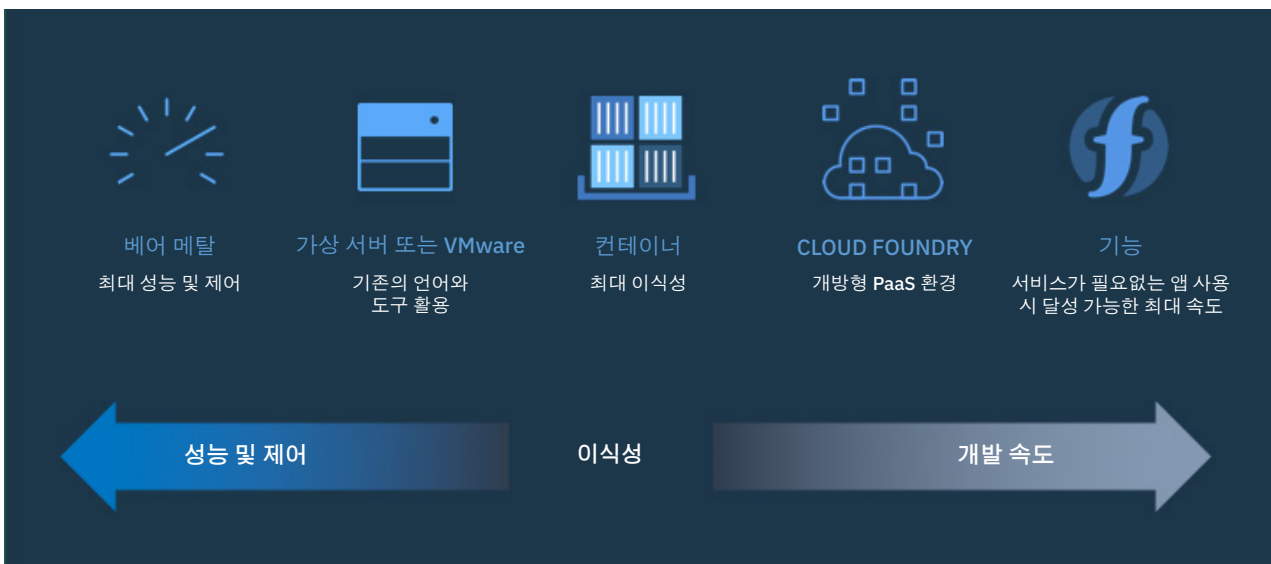 베어 메탈
최대 성능 및 제어
가상 서버 또는 VMware
기존의 언어와
도구 활용
컨테이너
최대 이식성
CLOUD FOUNDRY
개방형 PaaS 환경
기능
서비스가 필요없는 앱 사용
시 달성 가능한 최대 속도
성능 및 제어
이식성
개발 속도